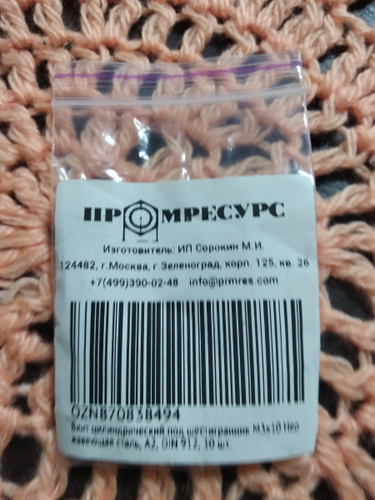 ПРОМРЕСУРС
Изготовитель: ИП Сорокин М.И.
124482, г.Москва, г Зеленоград, корп. 125, кв. 26
+7(499)390-02-48 info@prmres.com
OZN870838494
Винт цилиндрический под шестигранник М3х10 Нер
жавеющая сталь, А2, DIN 912, 10 шт.